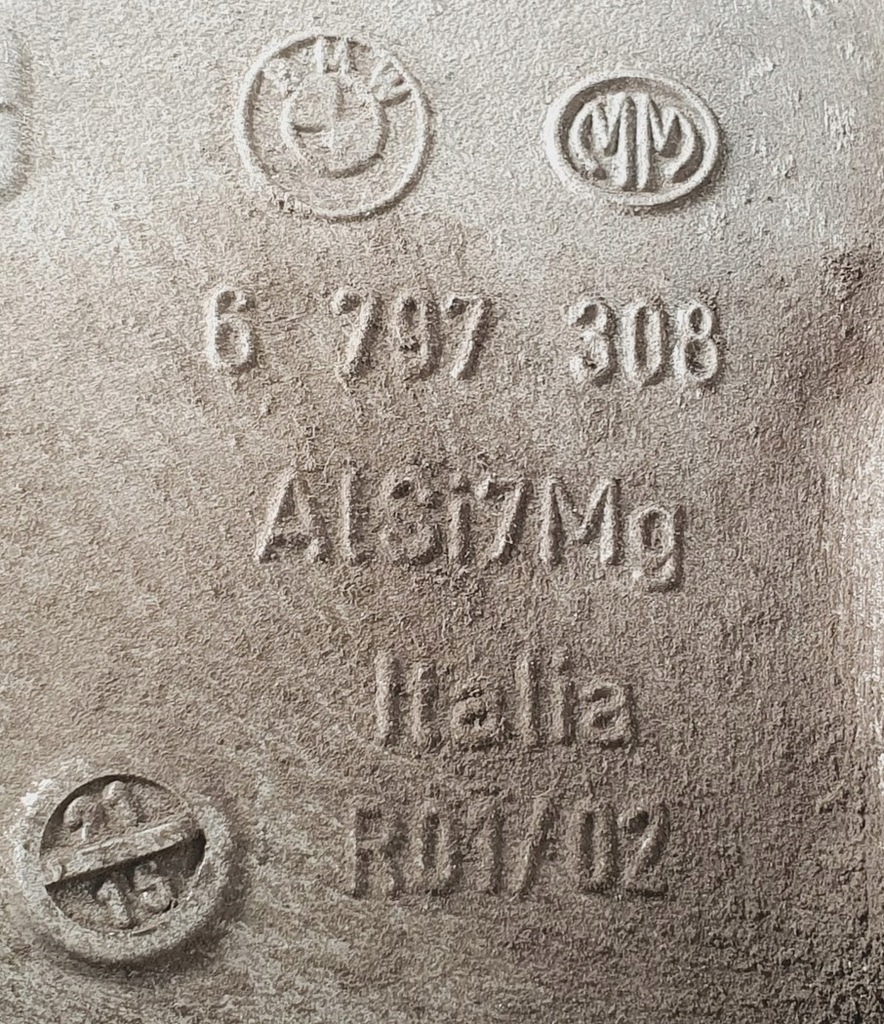 BMW MM
6 797 308
AlSi7Mg
Italia
R01/02
21
15